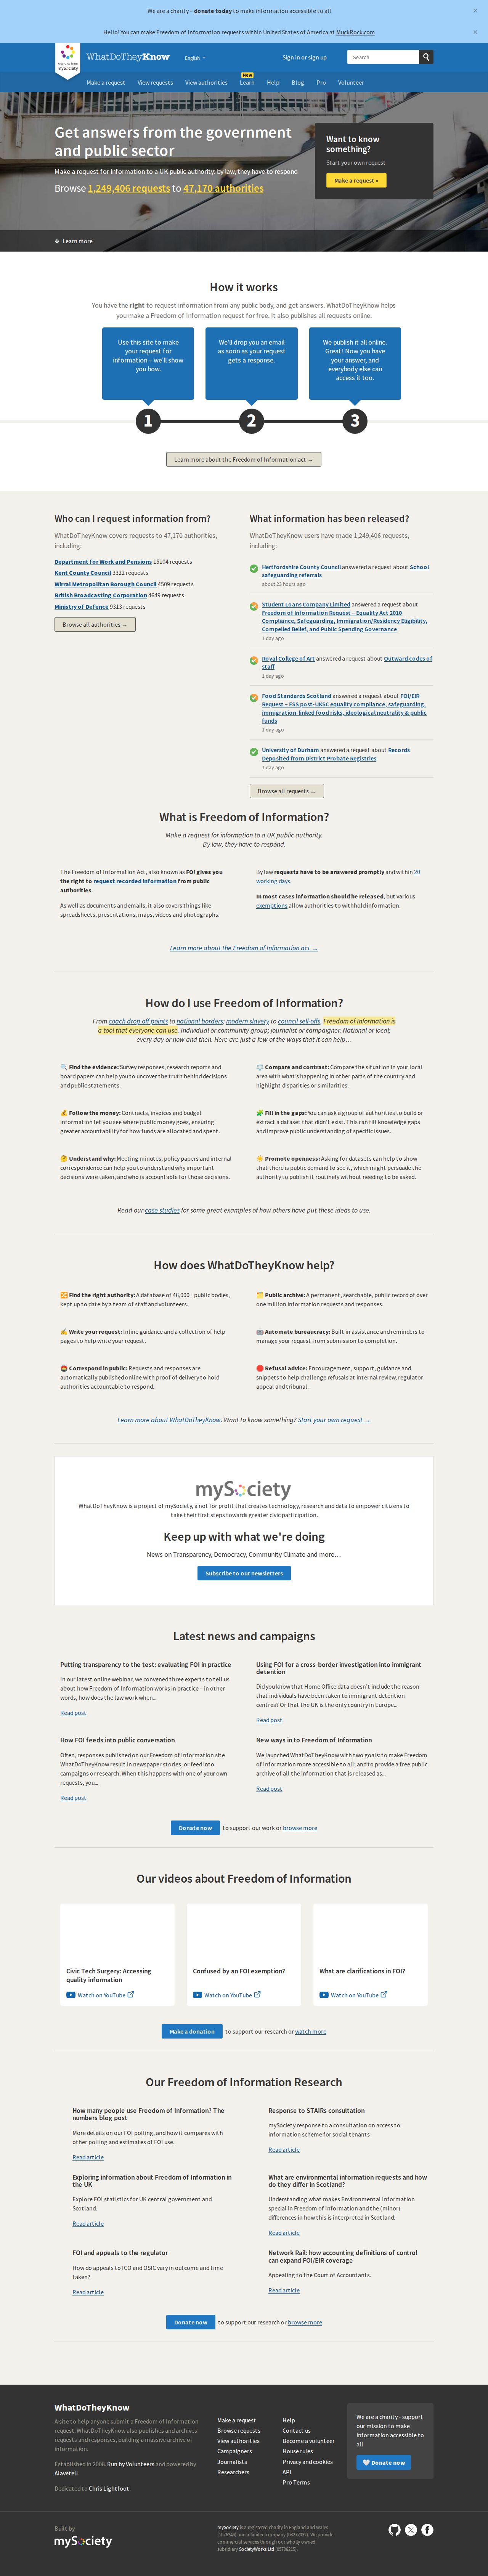 We are a charity – donate today to make information accessible to all
×
Hello! You can make Freedom of Information requests within United States of America at MuckRock.com
×
mySociety
WhatDoTheyKnow
English
Sign in or sign up
Search
Make a request
View requests
View authorities
New
Learn
Help
Blog
Pro
Volunteer
Get answers from the government
and public sector
Make a request for information to a UK public authority: by law, they have to respond
Browse 1,249,406 requests to 47,170 authorities
Want to know
something?
Start your own request
Make a request »
Learn more
How it works
You have the right to request information from any public body, and get answers. WhatDoTheyKnow helps
you make a Freedom of Information request for free. It also publishes all requests online.
Use this site to make
your request for
information – we'll show
you how.
We'll drop you an email
as soon as your request
gets a response.
We publish it all online.
Great! Now you have
your answer, and
everybody else can
access it too.
1
2
3
Learn more about the Freedom of Information act →
Who can I request information from?
WhatDoTheyKnow covers requests to 47,170 authorities,
including:
Department for Work and Pensions 15104 requests
Kent County Council 3322 requests
Wirral Metropolitan Borough Council 4509 requests
British Broadcasting Corporation 4649 requests
Ministry of Defence 9313 requests
Browse all authorities →
What information has been released?
WhatDoTheyKnow users have made 1,249,406 requests,
including:
Hertfordshire County Council answered a request about School
safeguarding referrals
about 23 hours ago
Student Loans Company Limited answered a request about
Freedom of Information Request – Equality Act 2010
Compliance, Safeguarding, Immigration/Residency Eligibility,
Compelled Belief, and Public Spending Governance
1 day ago
Royal College of Art answered a request about Outward codes of
staff
1 day ago
Food Standards Scotland answered a request about FOI/EIR
Request – FSS post-UKSC equality compliance, safeguarding,
immigration-linked food risks, ideological neutrality & public
funds
1 day ago
University of Durham answered a request about Records
Deposited from District Probate Registries
1 day ago
Browse all requests →
What is Freedom of Information?
Make a request for information to a UK public authority.
By law, they have to respond.
The Freedom of Information Act, also known as FOI gives you
the right to request recorded information from public
authorities.
As well as documents and emails, it also covers things like
spreadsheets, presentations, maps, videos and photographs.
By law requests have to be answered promptly and within 20
working days.
In most cases information should be released, but various
exemptions allow authorities to withhold information.
Learn more about the Freedom of Information act →
How do I use Freedom of Information?
From coach drop off points to national borders; modern slavery to council sell-offs, Freedom of Information is
a tool that everyone can use. Individual or community group; journalist or campaigner. National or local;
every day or now and then. Here are just a few of the ways that it can help…
🔍 Find the evidence: Survey responses, research reports and
board papers can help you to uncover the truth behind decisions
and public statements.
⚖️ Compare and contrast: Compare the situation in your local
area with what's happening in other parts of the country and
highlight disparities or similarities.
💰 Follow the money: Contracts, invoices and budget
information let you see where public money goes, ensuring
greater accountability for how funds are allocated and spent.
🧩 Fill in the gaps: You can ask a group of authorities to build or
extract a dataset that didn't exist. This can fill knowledge gaps
and improve public understanding of specific issues.
🤔 Understand why: Meeting minutes, policy papers and internal
correspondence can help you to understand why important
decisions were taken, and who is accountable for those decisions.
☀️ Promote openness: Asking for datasets can help to show
that there is public demand to see it, which might persuade the
authority to publish it routinely without needing to be asked.
Read our case studies for some great examples of how others have put these ideas to use.
How does WhatDoTheyKnow help?
🔀 Find the right authority: A database of 46,000+ public bodies,
kept up to date by a team of staff and volunteers.
🗂️ Public archive: A permanent, searchable, public record of over
one million information requests and responses.
✍️ Write your request: Inline guidance and a collection of help
pages to help write your request.
🤖 Automate bureaucracy: Built in assistance and reminders to
manage your request from submission to completion.
Correspond in public: Requests and responses are
automatically published online with proof of delivery to hold
authorities accountable to respond.
🛑 Refusal advice: Encouragement, support, guidance and
snippets to help challenge refusals at internal review, regulator
appeal and tribunal.
Learn more about WhatDoTheyKnow. Want to know something? Start your own request →
mySociety
WhatDoTheyKnow is a project of mySociety, a not for profit that creates technology, research and data to empower citizens to
take their first steps towards greater civic participation.
Keep up with what we're doing
News on Transparency, Democracy, Community Climate and more…
Subscribe to our newsletters
Latest news and campaigns
Putting transparency to the test: evaluating FOI in practice
In our latest online webinar, we convened three experts to tell us
about how Freedom of Information works in practice – in other
words, how does the law work when...
Read post
Using FOI for a cross-border investigation into immigrant
detention
Did you know that Home Office data doesn't include the reason
that individuals have been taken to immigrant detention
centres? Or that the UK is the only country in Europe...
Read post
How FOI feeds into public conversation
Often, responses published on our Freedom of Information site
WhatDoTheyKnow result in newspaper stories, or feed into
campaigns or research. When this happens with one of your own
requests, you...
Read post
New ways in to Freedom of Information
We launched WhatDoTheyKnow with two goals: to make Freedom
of Information more accessible to all; and to provide a free public
archive of all the information that is released as...
Read post
Donate now to support our work or browse more
Our videos about Freedom of Information
Civic Tech Surgery: Accessing
quality information
Watch on YouTube
Confused by an FOI exemption?
Watch on YouTube
What are clarifications in FOI?
Watch on YouTube
Make a donation to support our research or watch more
Our Freedom of Information Research
How many people use Freedom of Information? The
numbers blog post
More details on our FOI polling, and how it compares with
other polling and estimates of FOI use.
Read article
Response to STAIRs consultation
mySociety response to a consultation on access to
information scheme for social tenants
Read article
Exploring information about Freedom of Information in
the UK
Explore FOI statistics for UK central government and
Scotland.
Read article
What are environmental information requests and how
do they differ in Scotland?
Understanding what makes Environmental Information
special in Freedom of Information and the (minor)
differences in how this is interpreted in Scotland.
Read article
FOI and appeals to the regulator
How do appeals to ICO and OSIC vary in outcome and time
taken?
Read article
Network Rail: how accounting definitions of control
can expand FOI/EIR coverage
Appealing to the Court of Accountants.
Read article
Donate now to support our research or browse more
WhatDoTheyKnow
A site to help anyone submit a Freedom of Information
request. WhatDoTheyKnow also publishes and archives
requests and responses, building a massive archive of
information.
Established in 2008. Run by Volunteers and powered by
Alaveteli.
Dedicated to Chris Lightfoot.
Make a request
Browse requests
View authorities
Campaigners
Journalists
Researchers
Help
Contact us
Become a volunteer
House rules
Privacy and cookies
API
Pro Terms
We are a charity - support
our mission to make
information accessible to
all
🤍 Donate now
Built by
mySociety
mySociety is a registered charity in England and Wales
(1076346) and a limited company (03277032). We provide
commercial services through our wholly owned
subsidiary SocietyWorks Ltd (05798215).